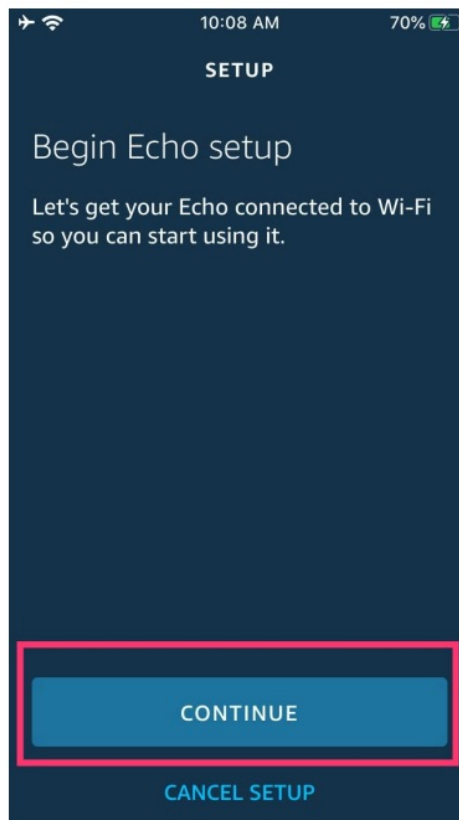 10:08 AM
70%
SETUP
Begin Echo setup
Let's get your Echo connected to Wi-Fi
so you can start using it.
CONTINUE
CANCEL SETUP